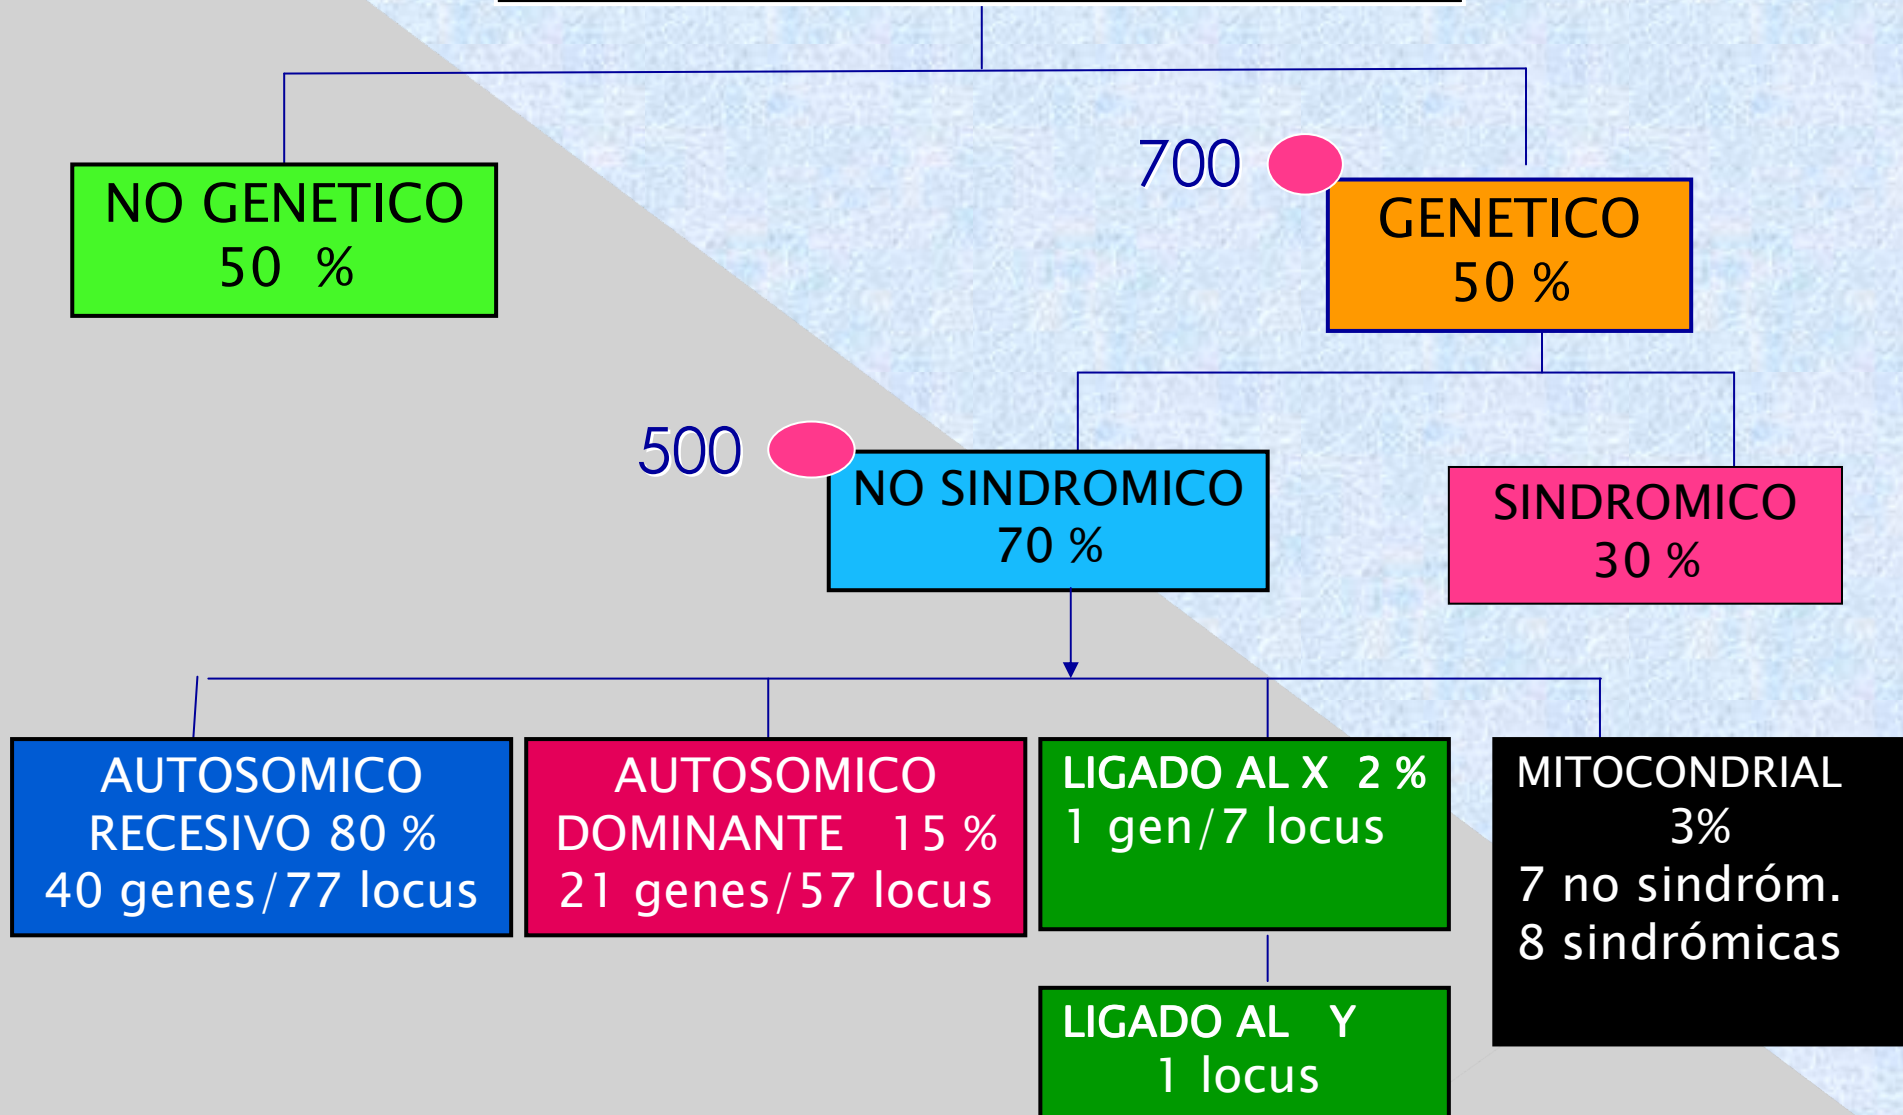 NO GENETICO
50 %
700
GENETICO
50 %
500
NO SINDROMICO
70 %
SINDROMICO
30 %
AUTOSOMICO
RECESIVO 80 %
40 genes/77 locus
AUTOSOMICO
DOMINANTE 15 %
21 genes/57 locus
LIGADO AL X 2 %
1 gen/7 locus
MITOCONDRIAL
3%
7 no sindróm.
8 sindrómicas
LIGADO AL Y
1 locus